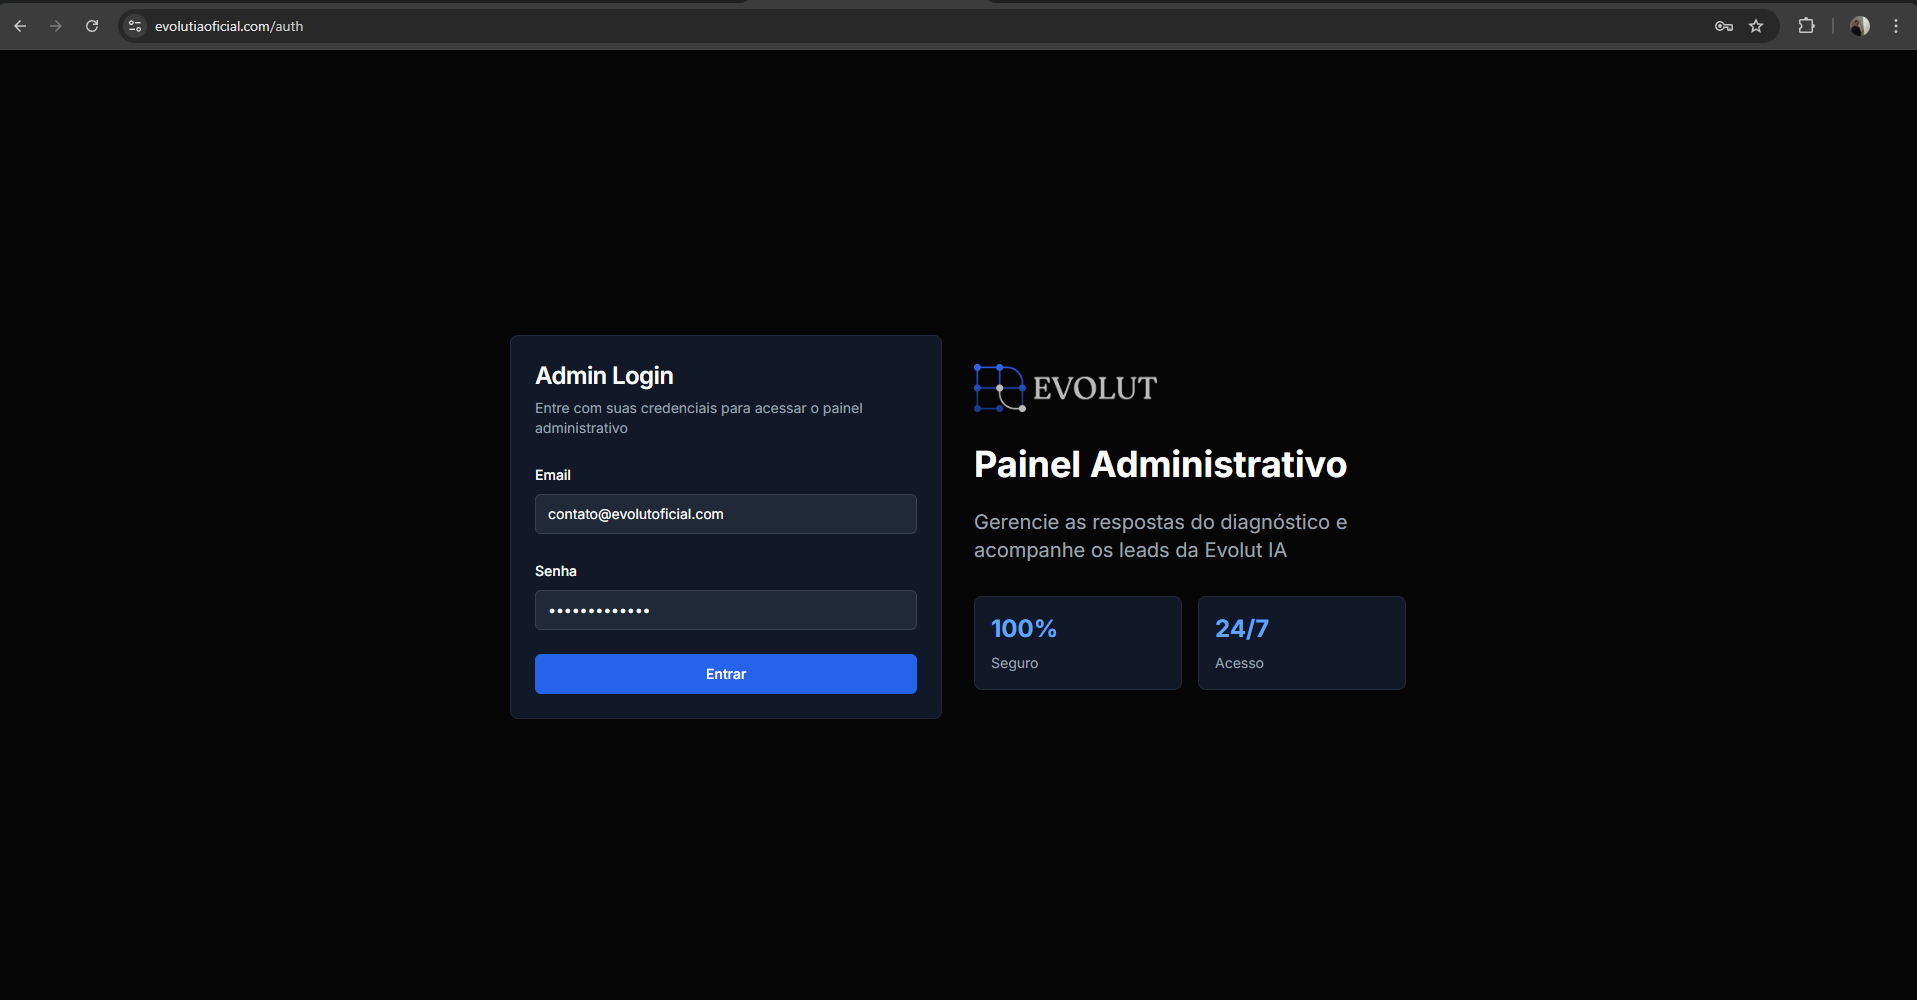 evolutiaoficial.com/auth
Admin Login
Entre com suas credenciais para acessar o painel
administrativo
Email
contato@evolutoficial.com
Senha
•••••••••••••
Entrar
EVOLUT
Painel Administrativo
Gerencie as respostas do diagnóstico e
acompanhe os leads da Evolut IA
100%
Seguro
24/7
Acesso